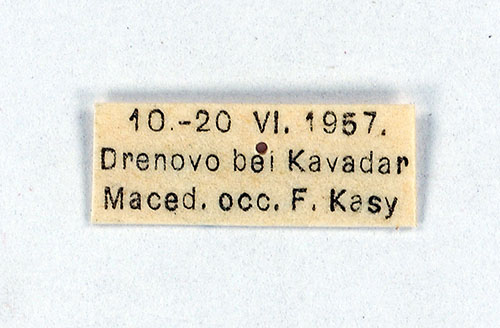 10.-20 VI. 1957.
Drenovo bei Kavadar
Maced. occ. F. Kasy